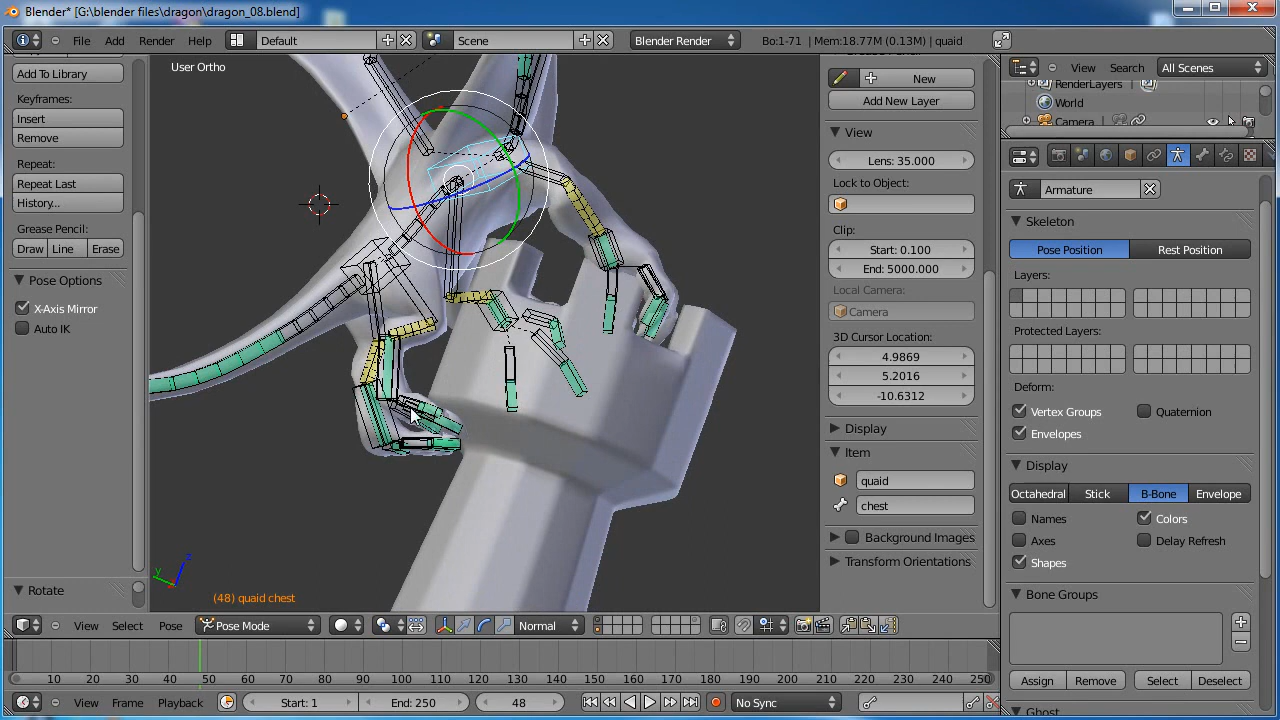 Blender* [G:\blender files\dragon\dragon_08.blend]
File Add Render Help Default Scene Blender Render Bo:1-71 | Mem:18.77M (0.13M) | quaid
View Search All Scenes
RenderLayers
World
Camera
User Ortho
Add To Library
Keyframes:
Insert
Remove
Repeat:
Repeat Last
History...
Grease Pencil:
Draw Line Erase
Pose Options
X-Axis Mirror
Auto IK
Rotate
y z
(48) quaid chest
New
Add New Layer
View
Lens: 35.000
Lock to Object:
Clip:
Start: 0.100
End: 5000.000
Local Camera:
Camera
3D Cursor Location:
4.9869
5.2016
-10.6312
Display
Item
quaid
chest
Background Images
Transform Orientations
Armature
Skeleton
Pose Position Rest Position
Layers:
Protected Layers:
Deform:
Vertex Groups Quaternion
Envelopes
Display
Octahedral Stick B-Bone Envelope
Names Colors
Axes Delay Refresh
Shapes
Bone Groups
Assign Remove Select Deselect
Ghost
View Select Pose Pose Mode Normal
10 20 30 40 50 60 70 80 90 100 110 120 130 140 150 160 170 180 190 200 210 220 230 240 250
View Frame Playback Start: 1 End: 250 48 No Sync